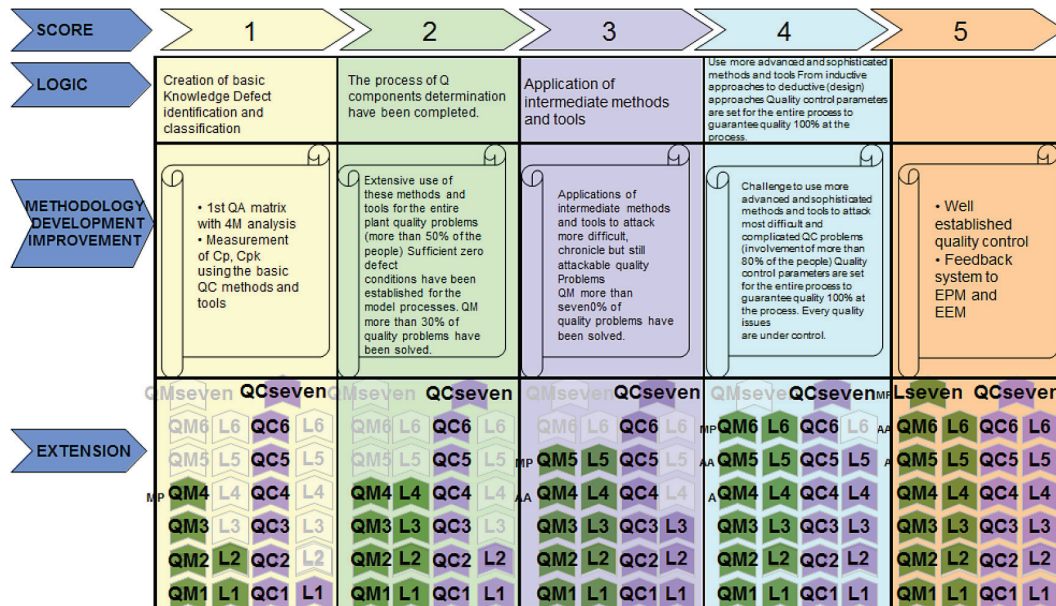 SCORE
1
2
3
4
5
LOGIC
Creation of basic
Knowledge Defect
identification and
classification
The process of Q
components determination
have been completed.
Application of
intermediate methods
and tools
Use more advanced and sophisticated
methods and tools From inductive
approaches to deductive (design)
approaches Quality control parameters
are set for the entire process to
guarantee quality 100% at the
process.
METHODOLOGY
DEVELOPMENT
IMPROVEMENT
• 1st QA matrix
with 4M analysis
• Measurement
of Cp, Cpk
using the basic
QC methods and
tools
Extensive use of
these methods and
tools for the entire
plant quality problems
(more than 50% of the
people) Sufficient zero
defect
conditions have been
established for the
model processes. QM
more than 30% of
quality problems have
been solved.
Applications of
intermediate methods
and tools to attack
more difficult,
chronicle but still
attackable quality
Problems
QM more than
seven0% of
quality problems have
been solved.
Challenge to use more
advanced and sophisticated
methods and tools to attack
most difficult and
complicated QC problems
(involvement of more than
80% of the people) Quality
control parameters are set
for the entire process to
guarantee quality 100% at
the process. Every quality
issues
are under control.
• Well
established
quality control
• Feedback
system to
EPM and
EEM
EXTENSION
QMseven QCseven QMseven QCseven QMseven QCseven QMseven QCseven MP Lseven QCseven
QM6 L6 QC6 L6 QM6 L6 QC6 L6 QM6 L6 QC6 L6 MP QM6 L6 QC6 L6 AA QM6 L6 QC6 L6
QM5 L5 QC5 L5 QM5 L5 QC5 L5 MP QM5 L5 QC5 L5 AA QM5 L5 QC5 L5 A QM5 L5 QC5 L5
MP QM4 L4 QC4 L4 QM4 L4 QC4 L4 AA QM4 L4 QC4 L4 A QM4 L4 QC4 L4 QM4 L4 QC4 L4
QM3 L3 QC3 L3 QM3 L3 QC3 L3 QM3 L3 QC3 L3 QM3 L3 QC3 L3 QM3 L3 QC3 L3
QM2 L2 QC2 L2 QM2 L2 QC2 L2 QM2 L2 QC2 L2 QM2 L2 QC2 L2 QM2 L2 QC2 L2
QM1 L1 QC1 L1 QM1 L1 QC1 L1 QM1 L1 QC1 L1 QM1 L1 QC1 L1 QM1 L1 QC1 L1